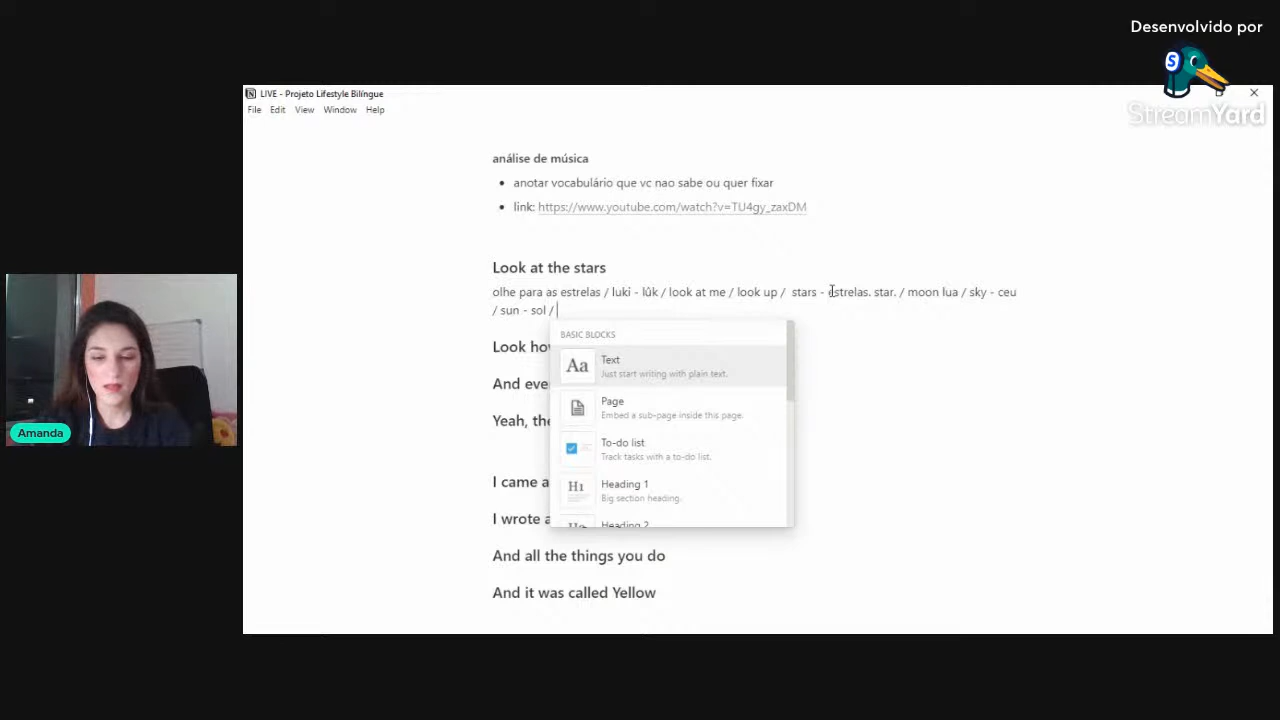 Desenvolvido por
StreamYard
LIVE - Projeto Lifestyle Bilíngue
File Edit View Window Help
análise de música
anotar vocabulário que vc nao sabe ou quer fixar
link: https://www.youtube.com/watch?v=TU4gy_zaxDM
Look at the stars
olhe para as estrelas / luki - lûk / look at me / look up / stars - estrelas. star. / moon lua / sky - ceu
/ sun - sol /
BASIC BLOCKS
Look
Aa Text
Just start writing with plain text.
And
Page
Embed a sub-page inside this page.
Yeah,
To-do list
Track tasks with a to-do list.
I came
H1 Heading 1
Big section heading.
I wrote
Heading 2
And all the things you do
And it was called Yellow
Amanda